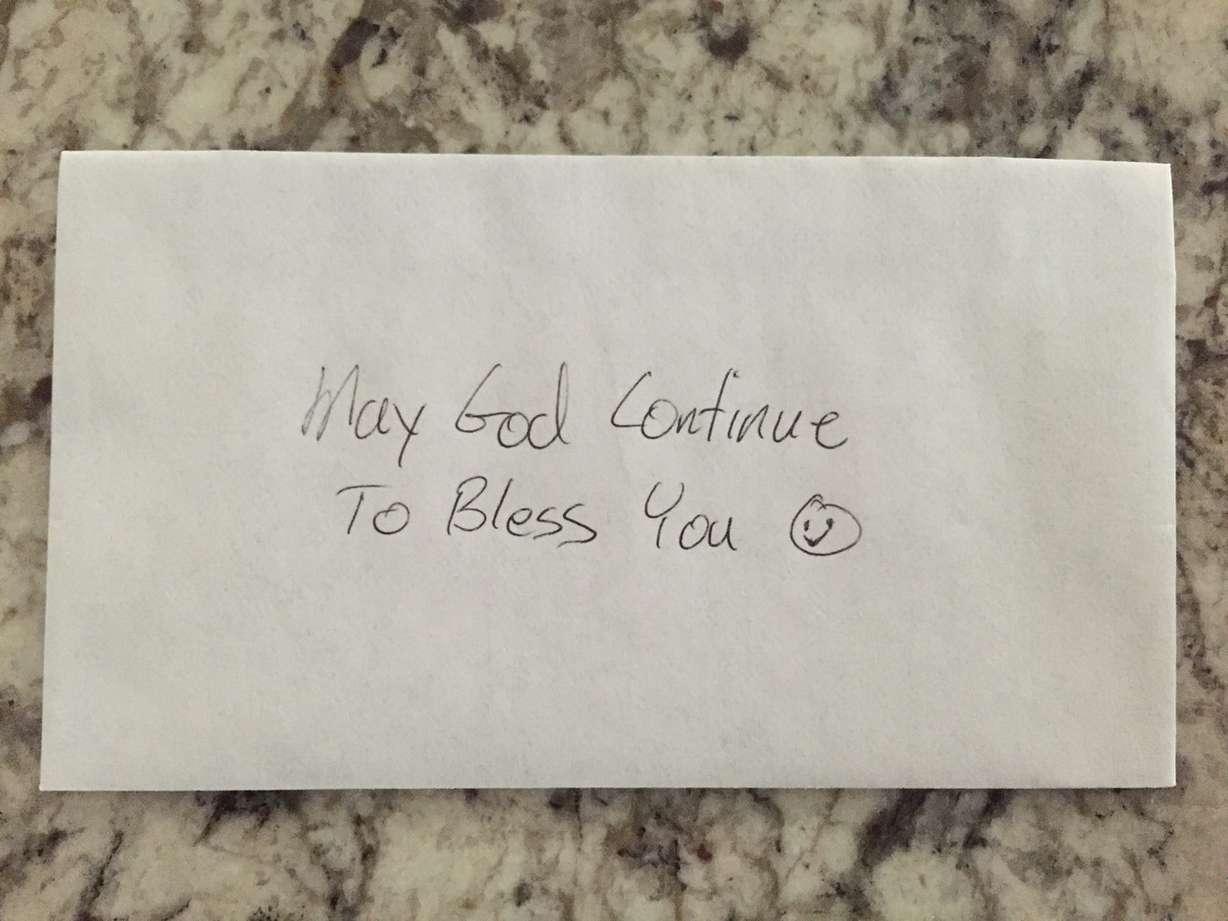 May God Continue
To Bless You ☺